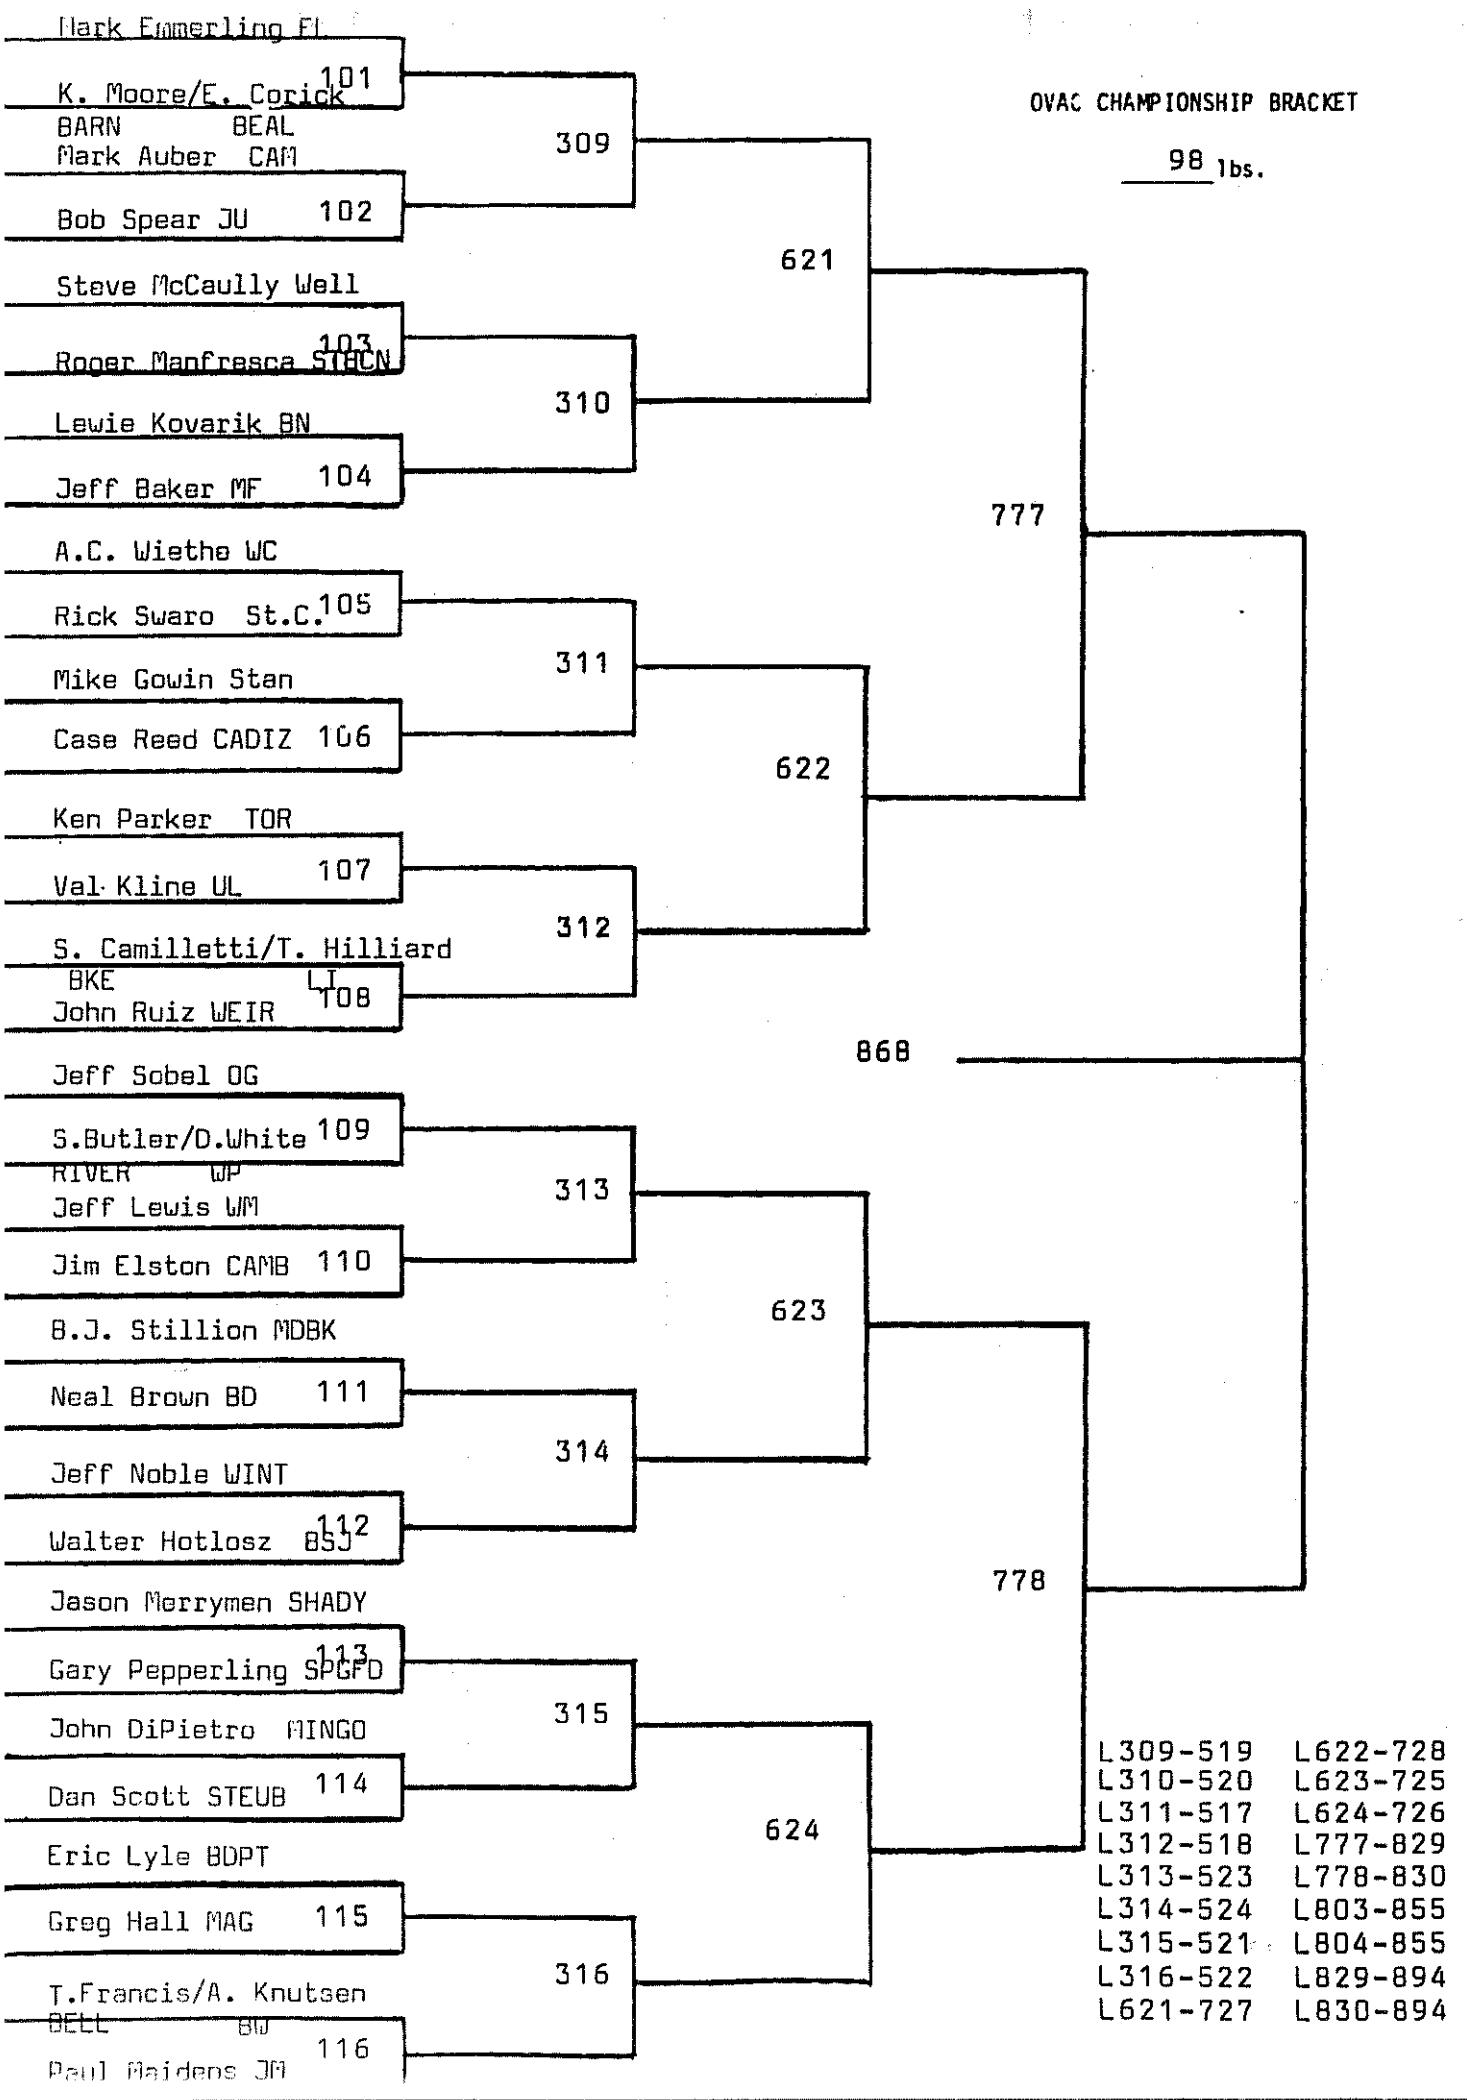 Mark Emmerling FL
101
K. Moore/E. Corick
BARN BEAL
Mark Auber CAM
102
Bob Spear JU
Steve McCaully Well
103
Roger Manfresca STBCN
Lewie Kovarik BN
104
Jeff Baker MF
A.C. Wiethe WC
105
Rick Swaro St.C.
Mike Gowin Stan
Case Reed CADIZ 106
Ken Parker TOR
107
Val Kline UL
S. Camilletti/T. Hilliard
BKE LI
108
John Ruiz WEIR
Jeff Sobel OG
S.Butler/D.White 109
RIVER WP
Jeff Lewis WM
Jim Elston CAMB 110
B.J. Stillion MDBK
Neal Brown BD 111
Jeff Noble WINT
112
Walter Hotlosz BSJ
Jason Merrymen SHADY
113
Gary Pepperling SPGFD
John DiPietro MINGO
Dan Scott STEUB 114
Eric Lyle BDPT
Greg Hall MAG 115
T.Francis/A. Knutsen
BELL BW
116
Paul Maidens JM
309
310
311
312
313
314
315
316
621
622
623
624
777
778
868
OVAC CHAMPIONSHIP BRACKET
98 lbs.
L309-519 L622-728
L310-520 L623-725
L311-517 L624-726
L312-518 L777-829
L313-523 L778-830
L314-524 L803-855
L315-521 L804-855
L316-522 L829-894
L621-727 L830-894